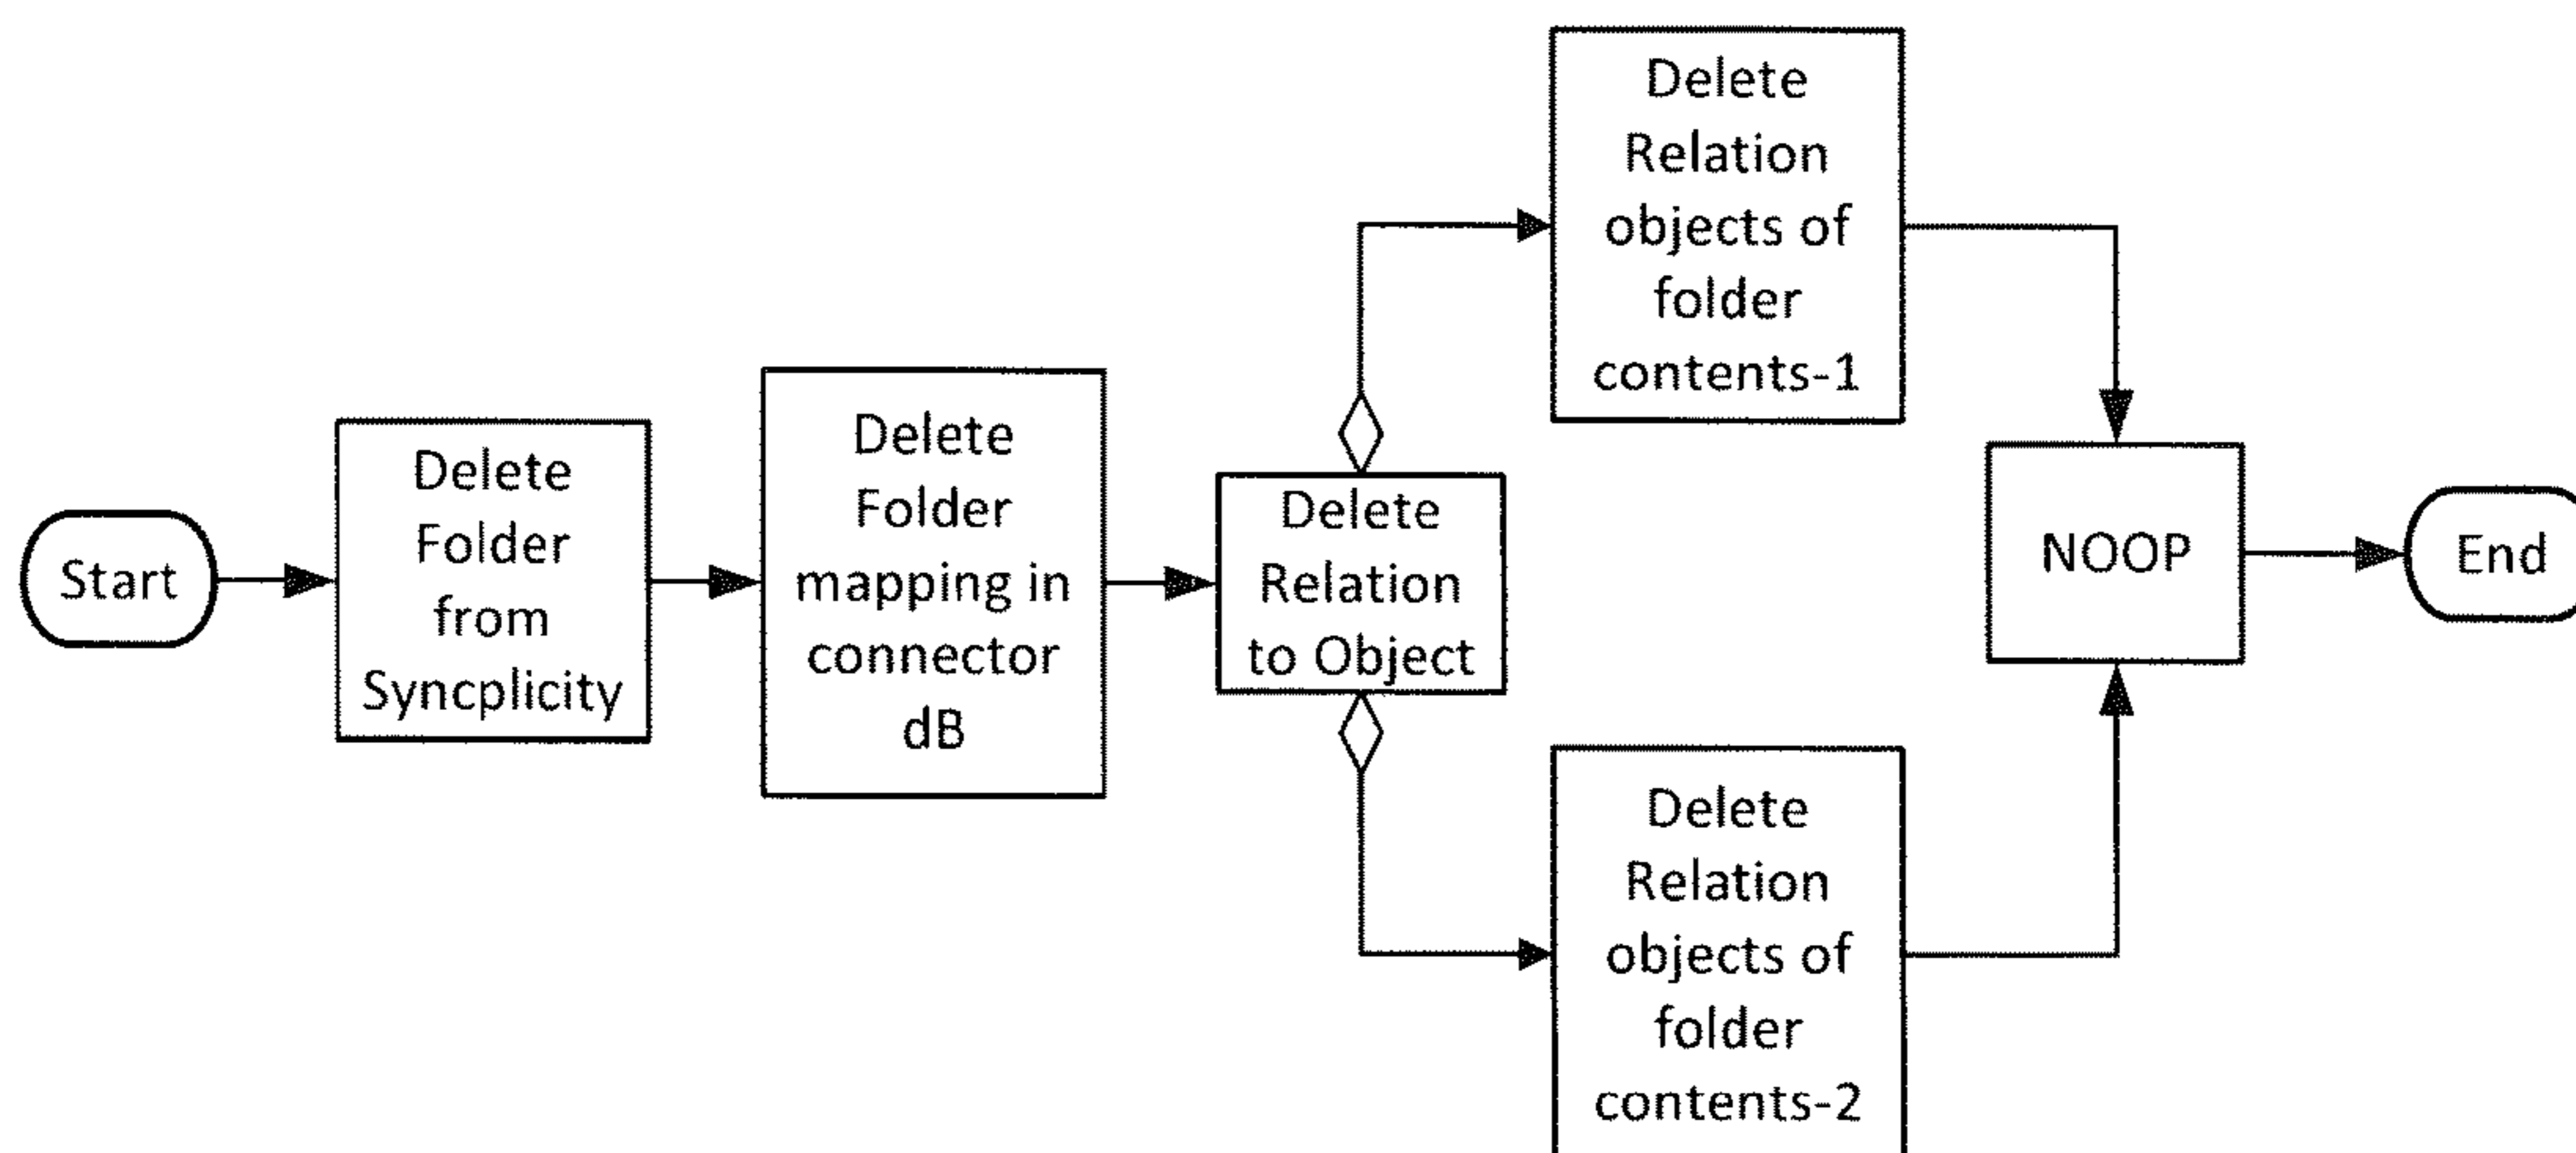 Start
Delete
Folder
from
Syncplicity
Delete
Folder
mapping in
connector
dB
Delete
Relation
to Object
Delete
Relation
objects of
folder
contents-1
Delete
Relation
objects of
folder
contents-2
NOOP
End